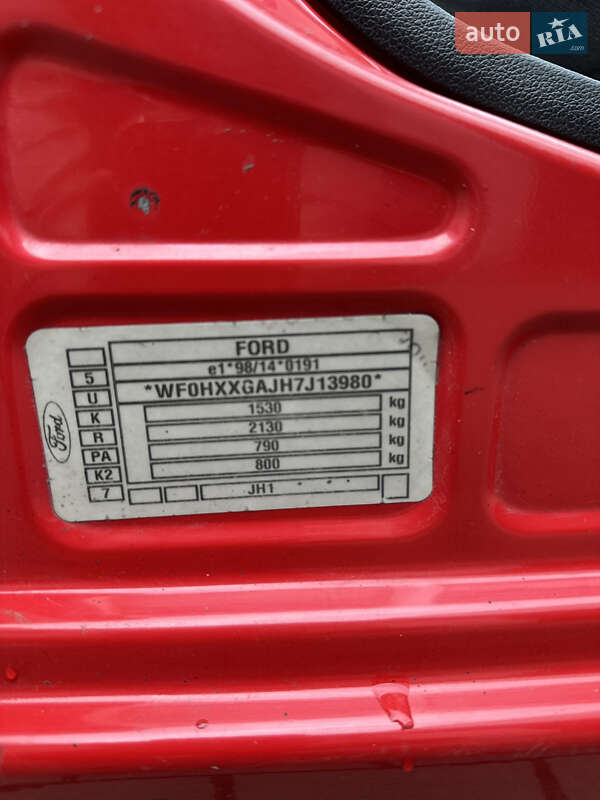 auto RIA.com
FORD
e1*98/14*0191
*WF0HXXGAJH7J13980*
1530 kg
2130 kg
790 kg
800 kg
JH1
5
U
K
R
PA
K2
7
Ford